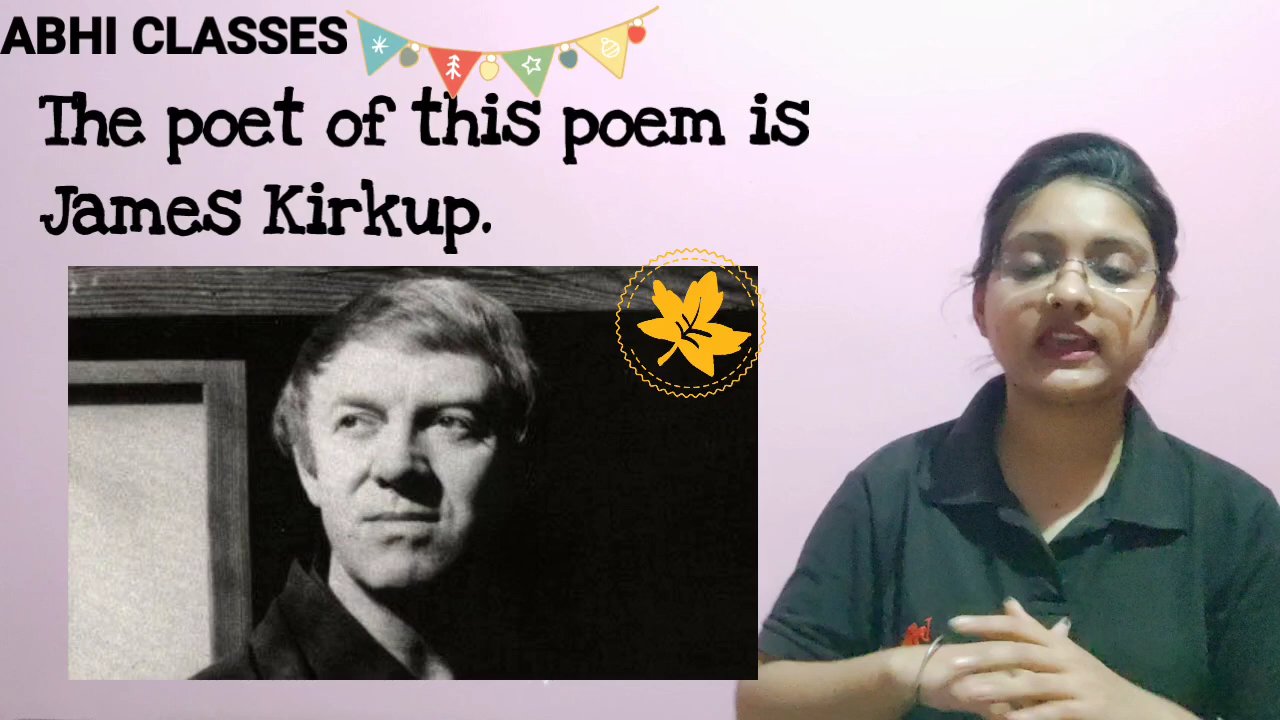 ABHI CLASSES
The poet of this poem is
James Kirkup.